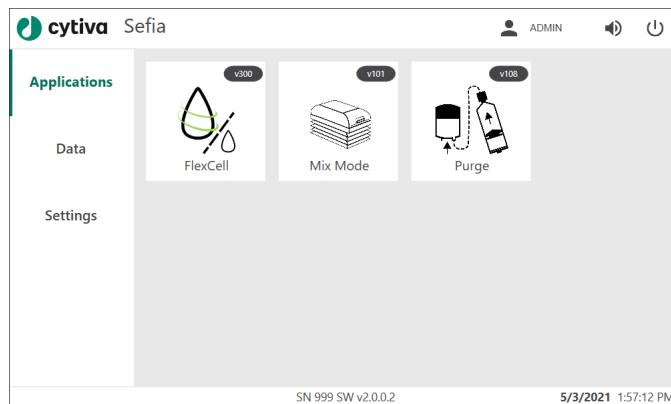 cytiva Sefia ADMIN
Applications
Data
Settings
v300
FlexCell
v101
Mix Mode
v108
Purge
SN 999 SW v2.0.0.2 5/3/2021 1:57:12 PM